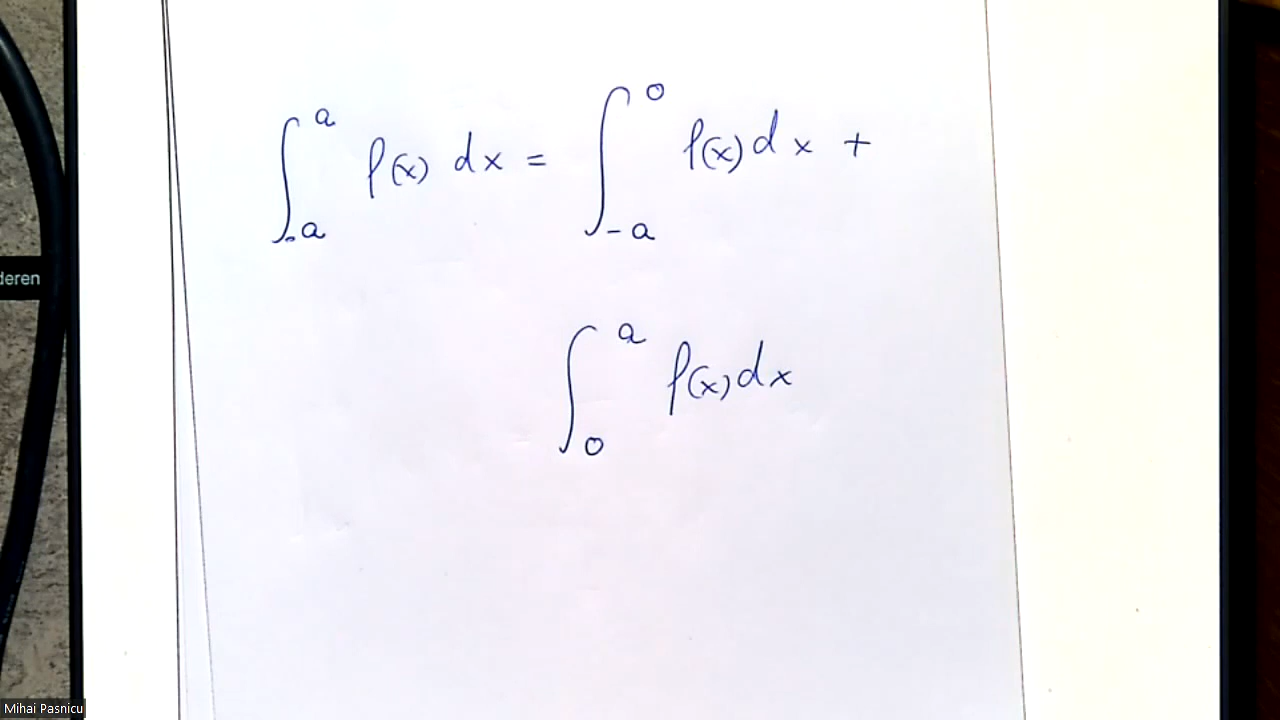 ∫_{-a}^{a} f(x) dx = ∫_{-a}^{0} f(x) dx +
∫_{0}^{a} f(x) dx
deren
Mihai Pasnicu